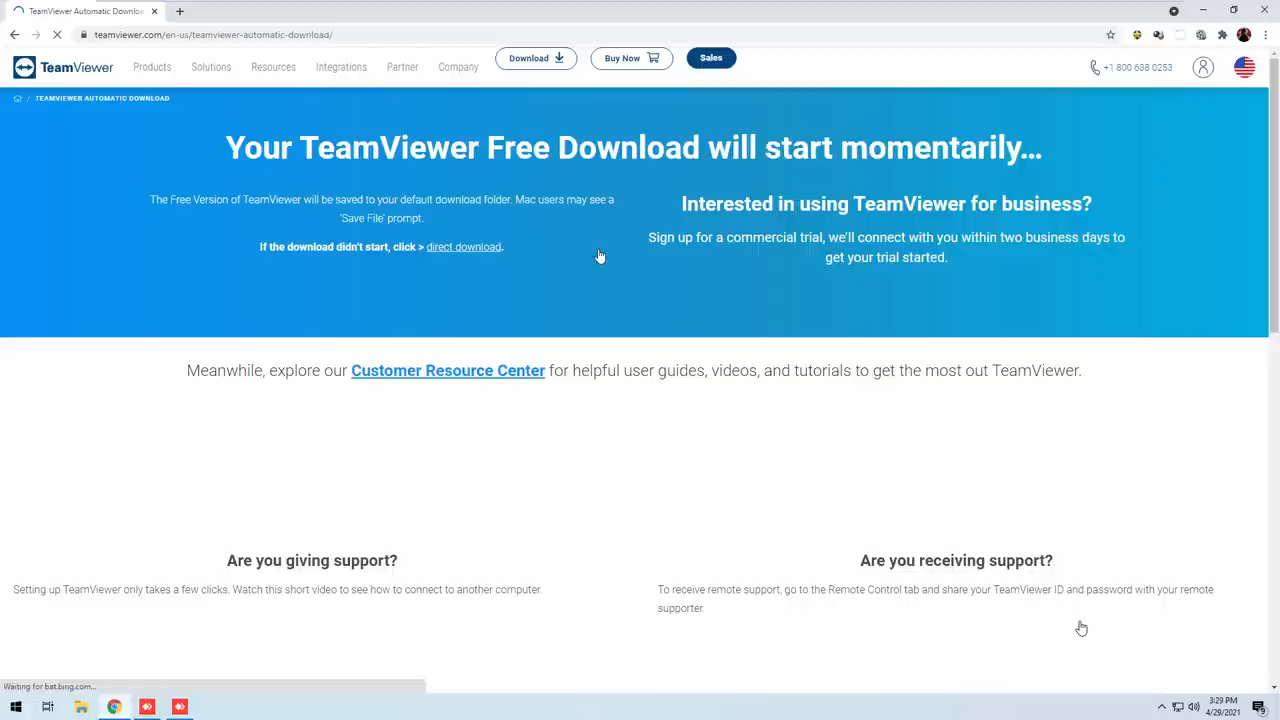 TeamViewer Automatic Downloa
teamviewer.com/en-us/teamviewer-automatic-download/
TeamViewer
Products
Solutions
Resources
Integrations
Partner
Company
Download
Buy Now
Sales
+1 800 638 0253
/ TEAMVIEWER AUTOMATIC DOWNLOAD
Your TeamViewer Free Download will start momentarily...
The Free Version of TeamViewer will be saved to your default download folder. Mac users may see a
'Save File' prompt.
If the download didn't start, click > direct download.
Interested in using TeamViewer for business?
Sign up for a commercial trial, we'll connect with you within two business days to
get your trial started.
Meanwhile, explore our Customer Resource Center for helpful user guides, videos, and tutorials to get the most out TeamViewer.
Are you giving support?
Setting up TeamViewer only takes a few clicks. Watch this short video to see how to connect to another computer.
Are you receiving support?
To receive remote support, go to the Remote Control tab and share your TeamViewer ID and password with your remote
supporter.
Waiting for bat.bing.com...
3:29 PM
4/29/2021